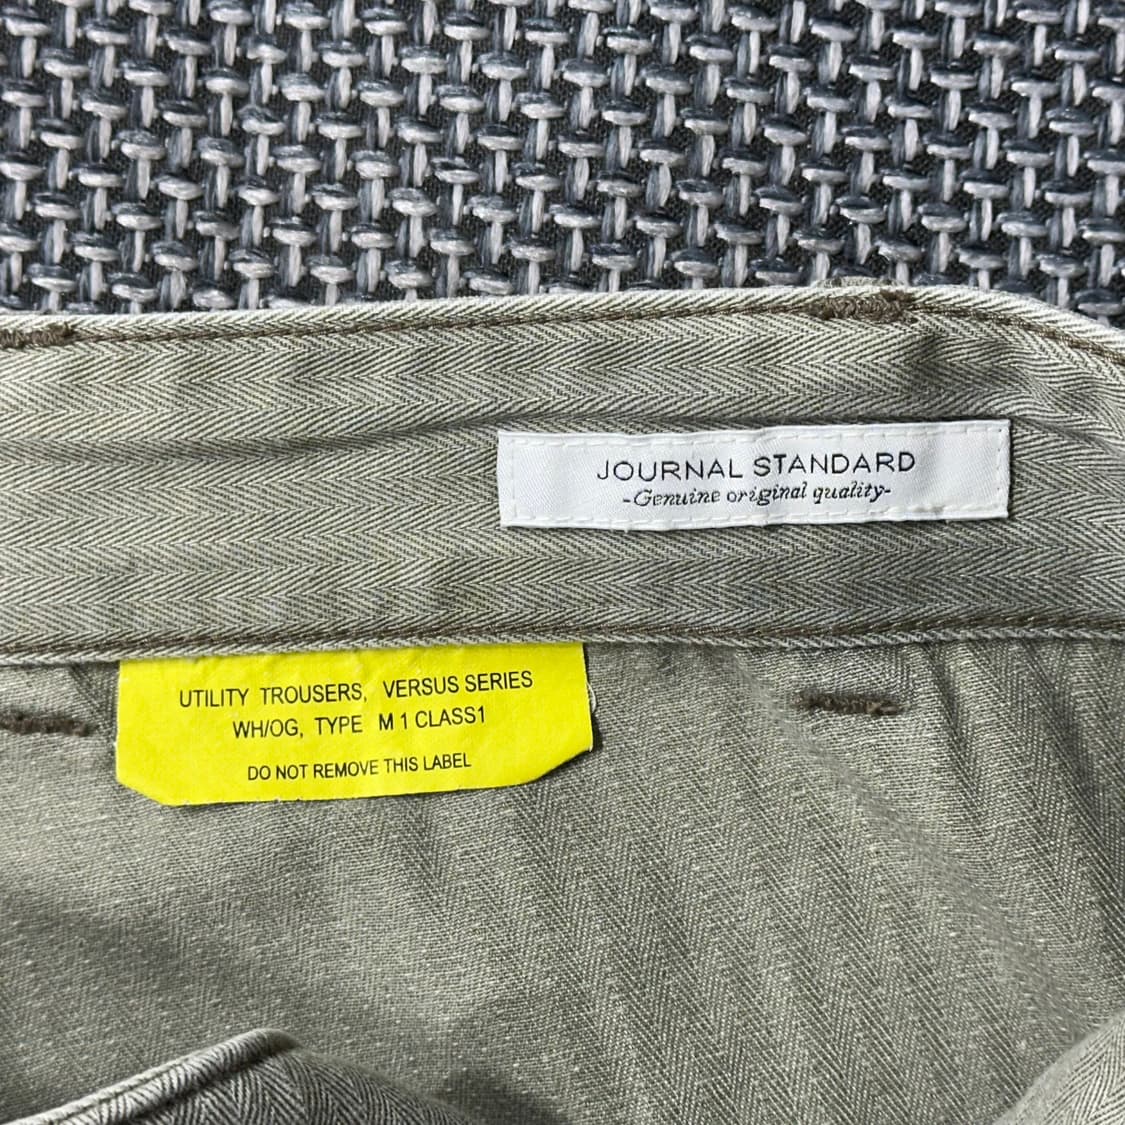 JOURNAL STANDARD
-Genuine original quality-
UTILITY TROUSERS, VERSUS SERIES
WH/OG, TYPE M 1 CLASS1
DO NOT REMOVE THIS LABEL